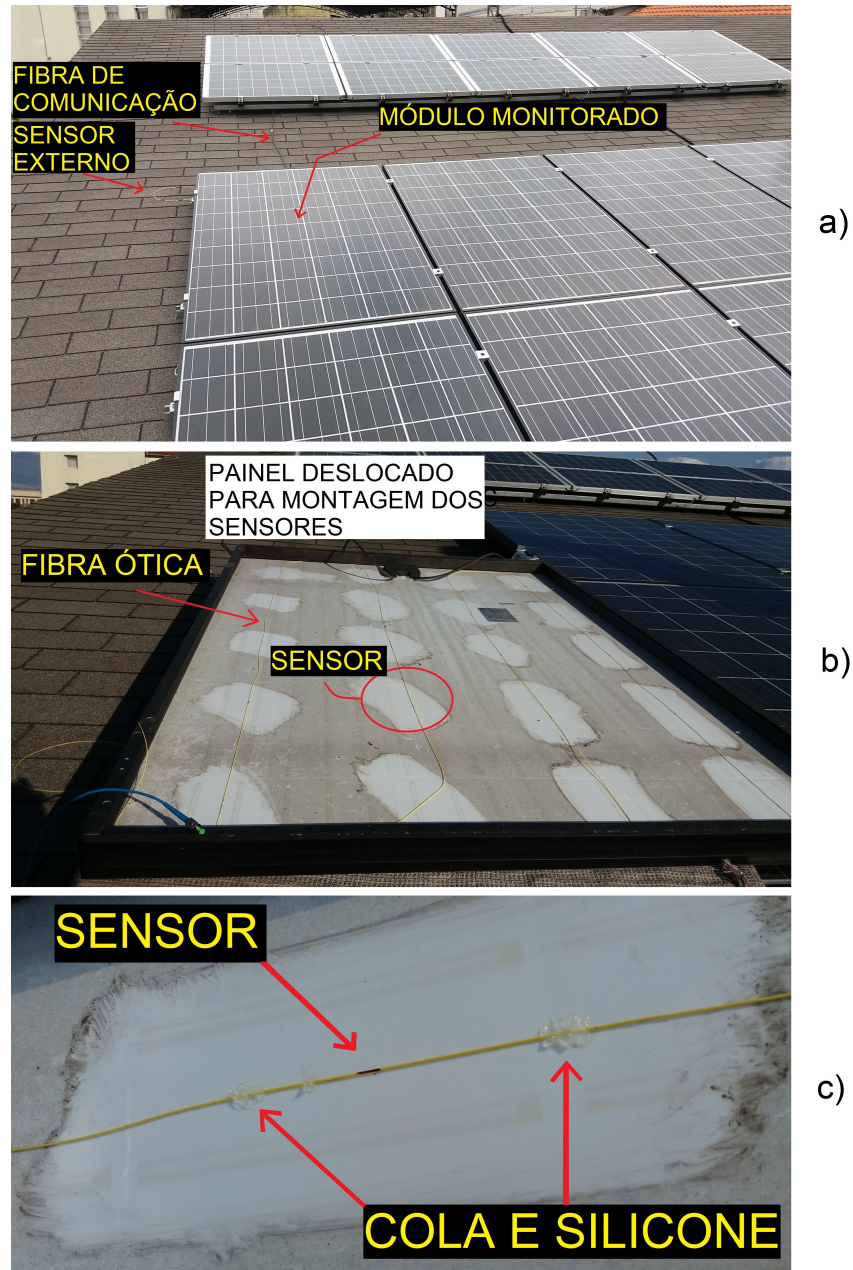 FIBRA DE
COMUNICAÇÃO
MÓDULO MONITORADO
SENSOR
EXTERNO
a)
PAINEL DESLOCADO
PARA MONTAGEM DOS
SENSORES
FIBRA ÓTICA
SENSOR
b)
SENSOR
COLA E SILICONE
c)